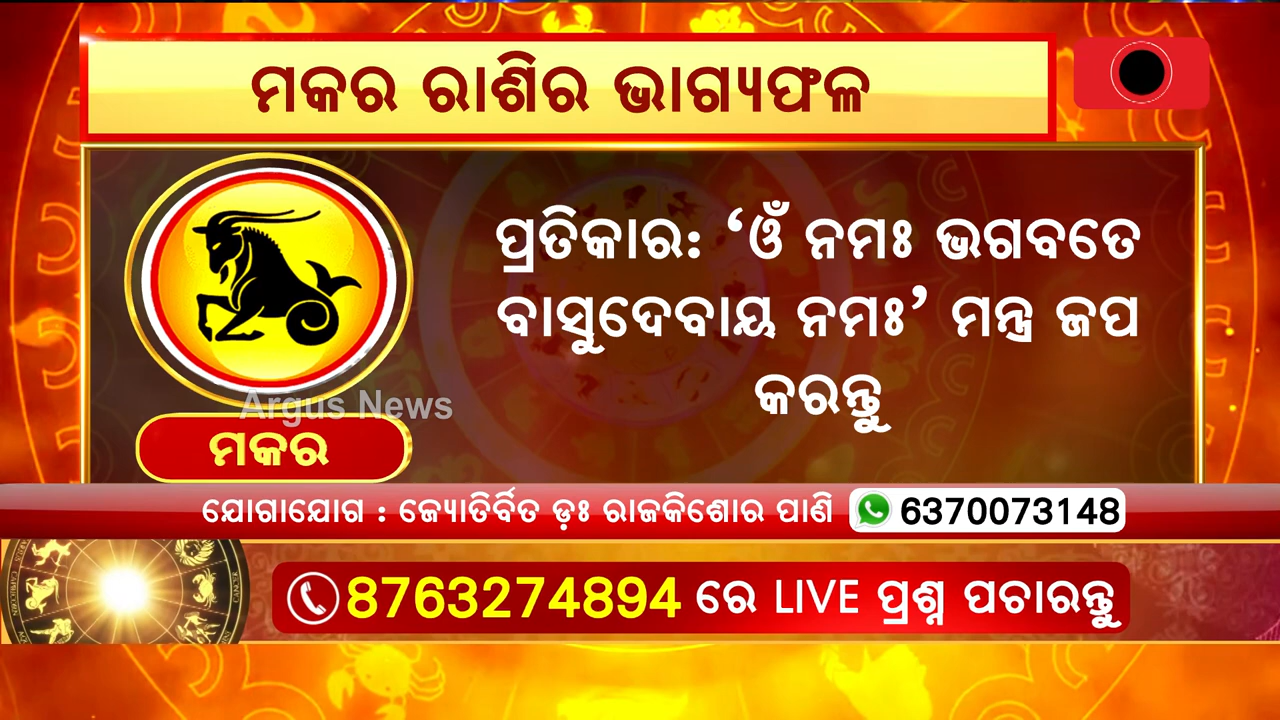 ମକର ରାଶିର ଭାଗ୍ୟଫଳ
ପ୍ରତିକାର: ‘ଓଁ ନମଃ ଭଗବତେ
ବାସୁଦେବାୟ ନମଃ’ ମନ୍ତ୍ର ଜପ
କରନ୍ତୁ
Argus News
ମକର
ଯୋଗାଯୋଗ : ଜ୍ୟୋତିର୍ବିତ ଡ଼ଃ ରାଜକିଶୋର ପାଣି 6370073148
8763274894 ରେ LIVE ପ୍ରଶ୍ନ ପଚାରନ୍ତୁ